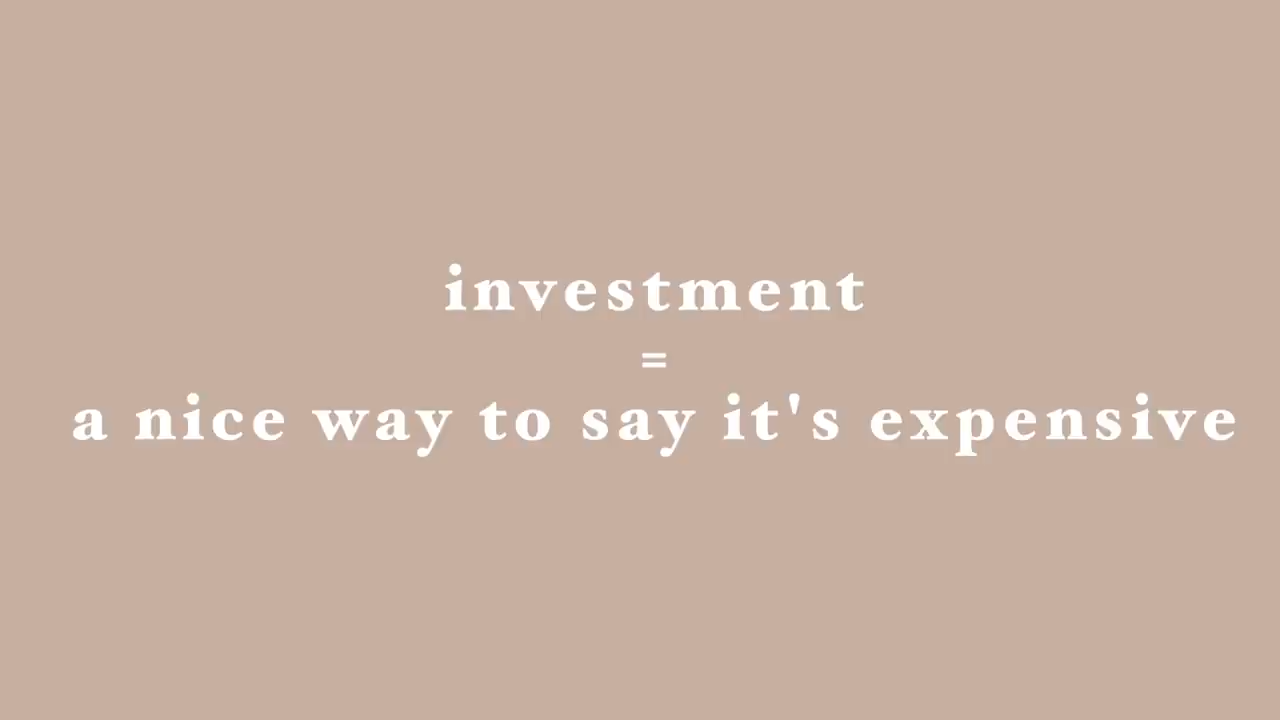 investment
=
a nice way to say it's expensive